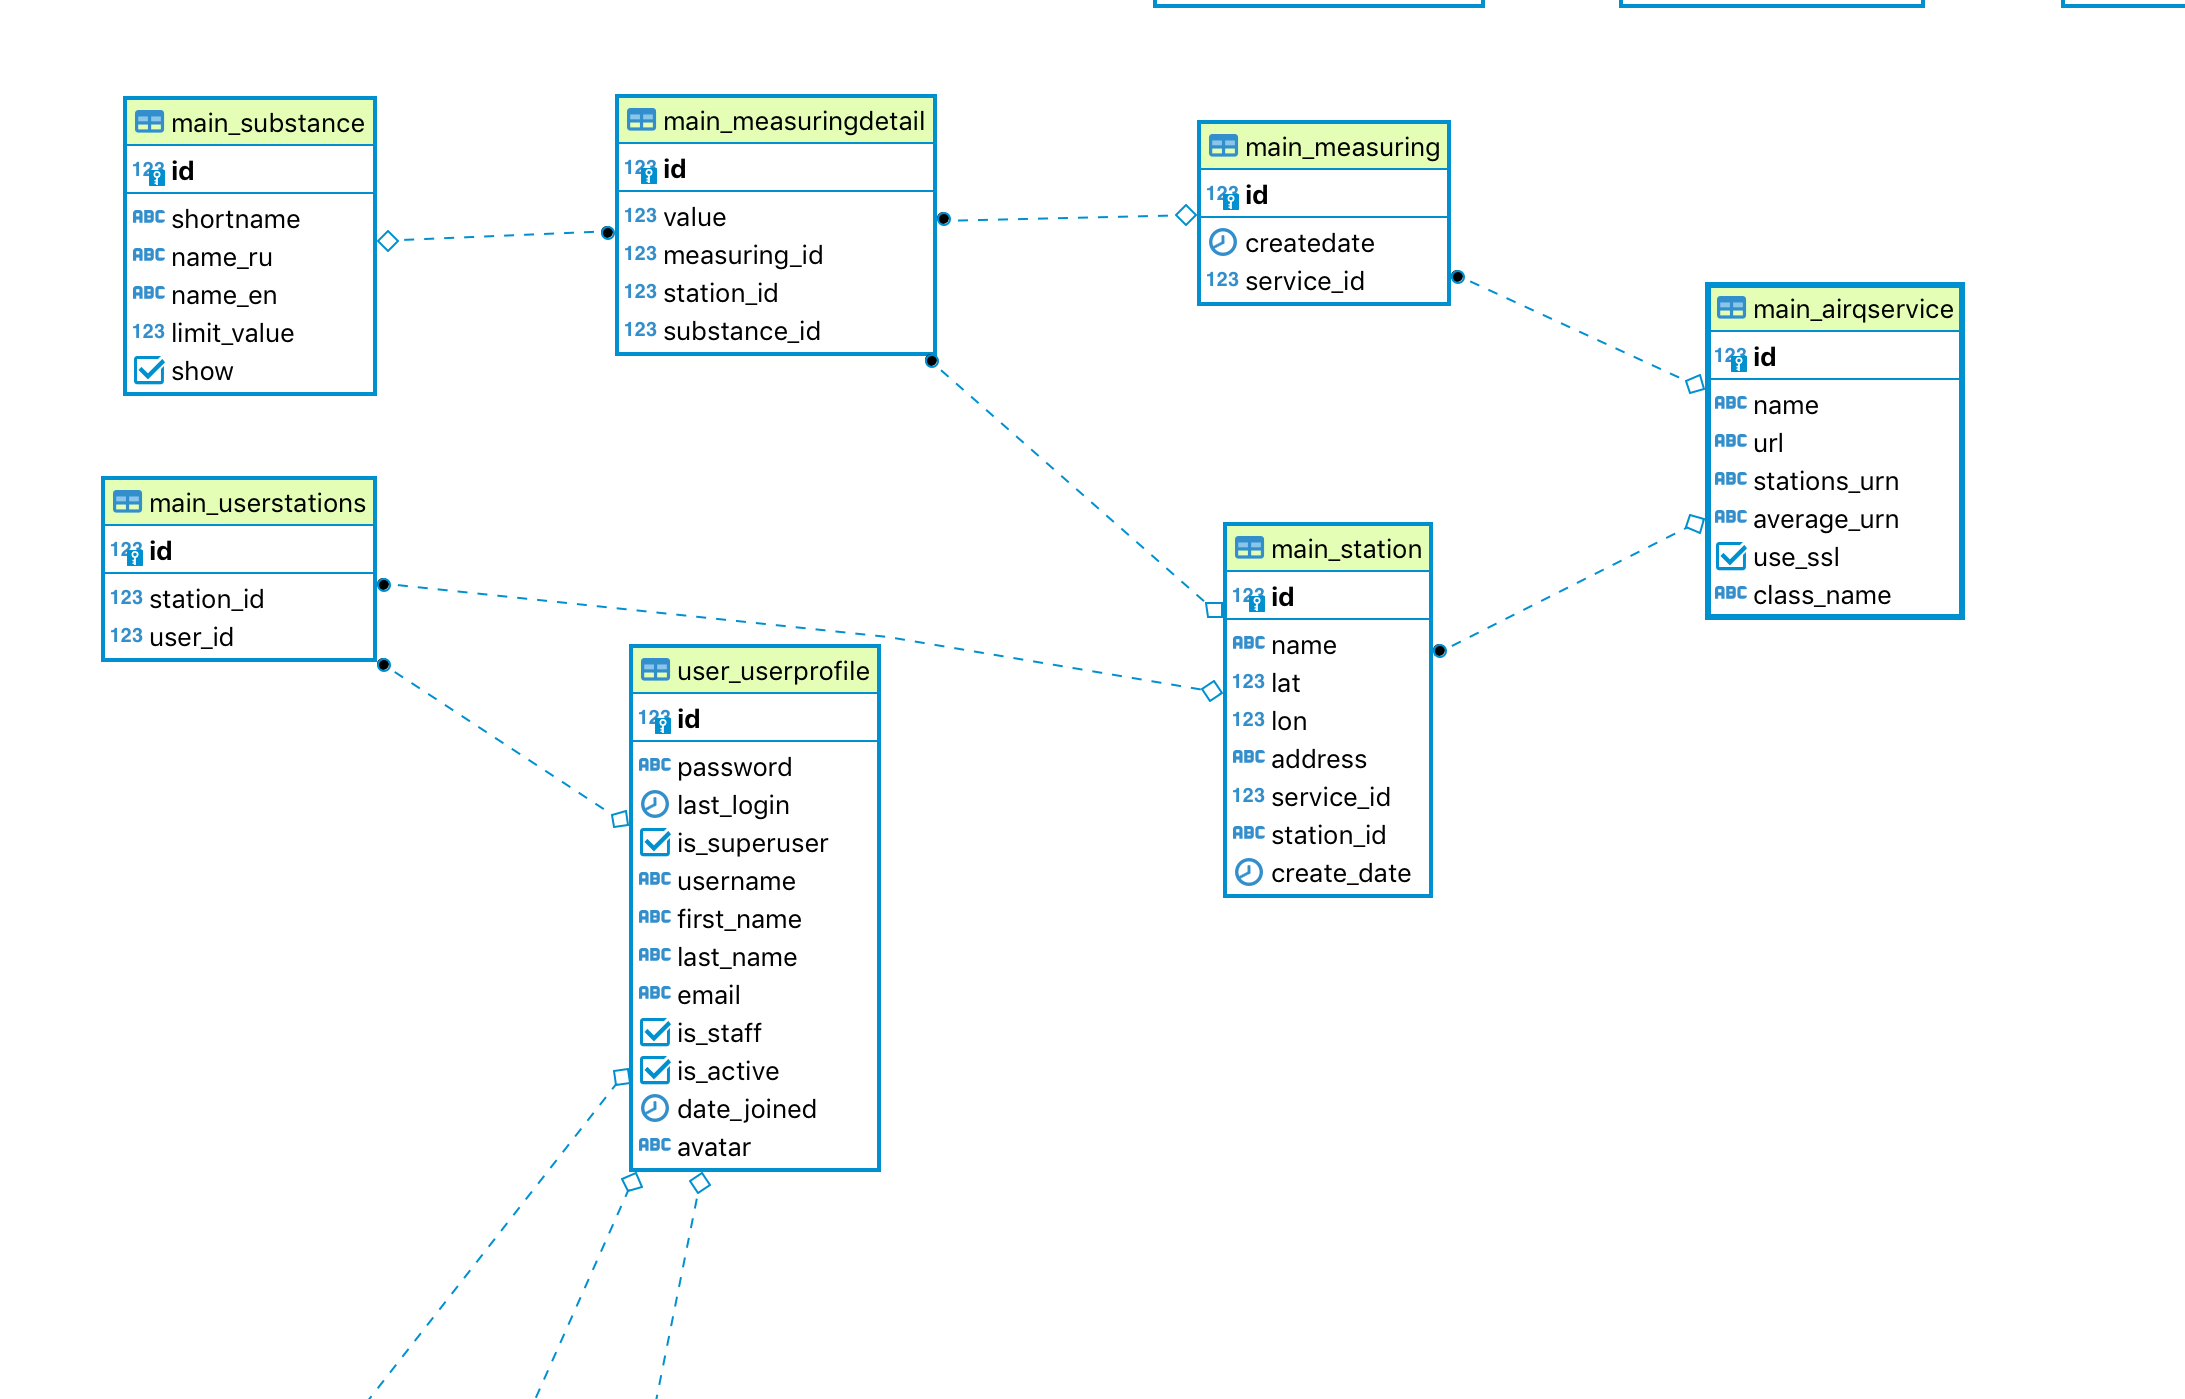 main_substance
123 id
ABC shortname
ABC name_ru
ABC name_en
123 limit_value
show
main_measuringdetail
123 id
123 value
123 measuring_id
123 station_id
123 substance_id
main_measuring
123 id
createdate
123 service_id
main_airqservice
123 id
ABC name
ABC url
ABC stations_urn
ABC average_urn
use_ssl
ABC class_name
main_userstations
123 id
123 station_id
123 user_id
user_userprofile
123 id
ABC password
last_login
is_superuser
ABC username
ABC first_name
ABC last_name
ABC email
is_staff
is_active
date_joined
ABC avatar
main_station
123 id
ABC name
123 lat
123 lon
ABC address
123 service_id
ABC station_id
create_date